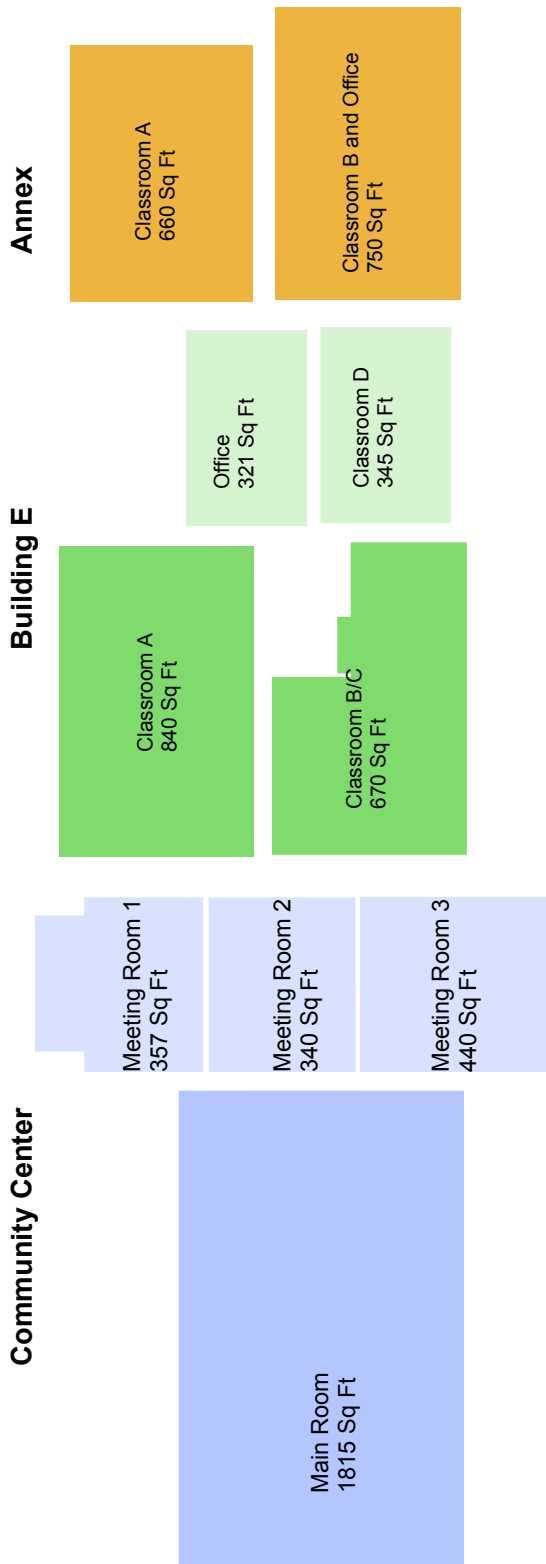 Community Center
Main Room
1815 Sq Ft
Meeting Room 1
357 Sq Ft
Meeting Room 2
340 Sq Ft
Meeting Room 3
440 Sq Ft
Building E
Classroom A
840 Sq Ft
Classroom B/C
670 Sq Ft
Office
321 Sq Ft
Classroom D
345 Sq Ft
Annex
Classroom A
660 Sq Ft
Classroom B and Office
750 Sq Ft